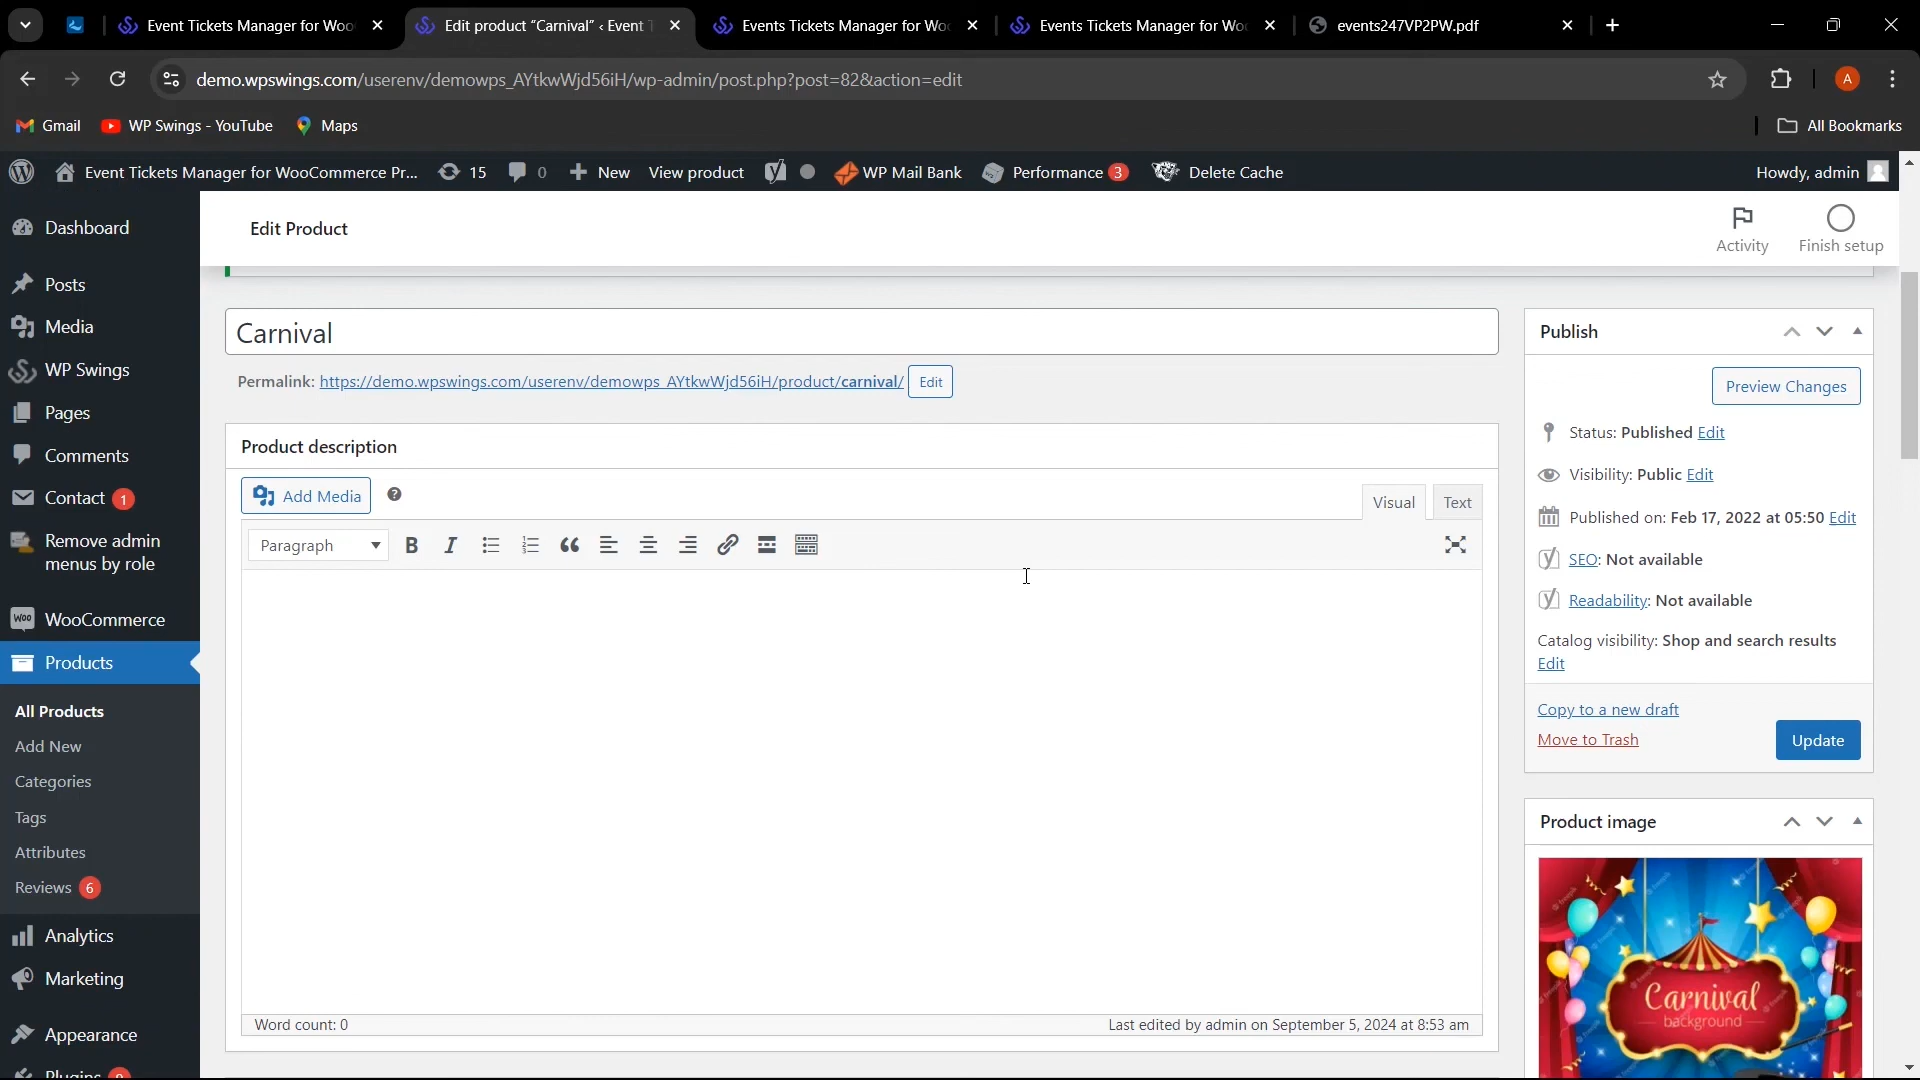 Event Tickets Manager for Woo
Edit product “Carnival” ‹ Event T
Events Tickets Manager for Wo
Events Tickets Manager for Wo
events247VP2PW.pdf
demo.wpswings.com/userenv/demowps_AYtkwWjd56iH/wp-admin/post.php?post=82&action=edit
A
Gmail
WP Swings - YouTube
Maps
All Bookmarks
Event Tickets Manager for WooCommerce Pr...
15
0
New
View product
WP Mail Bank
Performance 3
Delete Cache
Howdy, admin
Dashboard
Posts
Media
WP Swings
Pages
Comments
Contact 1
Remove admin
menus by role
WooCommerce
Products
All Products
Add New
Categories
Tags
Attributes
Reviews 6
Analytics
Marketing
Appearance
Plugins
Edit Product
Activity
Finish setup
Carnival
Permalink: https://demo.wpswings.com/userenv/demowps_AYtkwWjd56iH/product/carnival/ Edit
Product description
Add Media
Visual
Text
Paragraph
Word count: 0
Last edited by admin on September 5, 2024 at 8:53 am
Publish
Preview Changes
Status: Published Edit
Visibility: Public Edit
Published on: Feb 17, 2022 at 05:50 Edit
SEO: Not available
Readability: Not available
Catalog visibility: Shop and search results
Edit
Copy to a new draft
Move to Trash
Update
Product image
Carnival
background